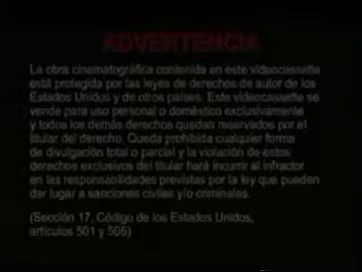 ADVERTENCIA
La obra cinematográfica contenida en este videocassette
está protegida por las leyes de derechos de autor de los
Estados Unidos y de otros países. Este videocassette se
vende para uso personal o doméstico exclusivamente
y todos los demás derechos quedan reservados por el
titular del derecho. Queda prohibida cualquier forma
de divulgación total o parcial y la violación de estos
derechos exclusivos del titular hará incurrir al infractor
en las responsabilidades previstas por la ley que pueden
dar lugar a sanciones civiles y/o criminales.
(Sección 17, Código de los Estados Unidos,
artículos 501 y 506)